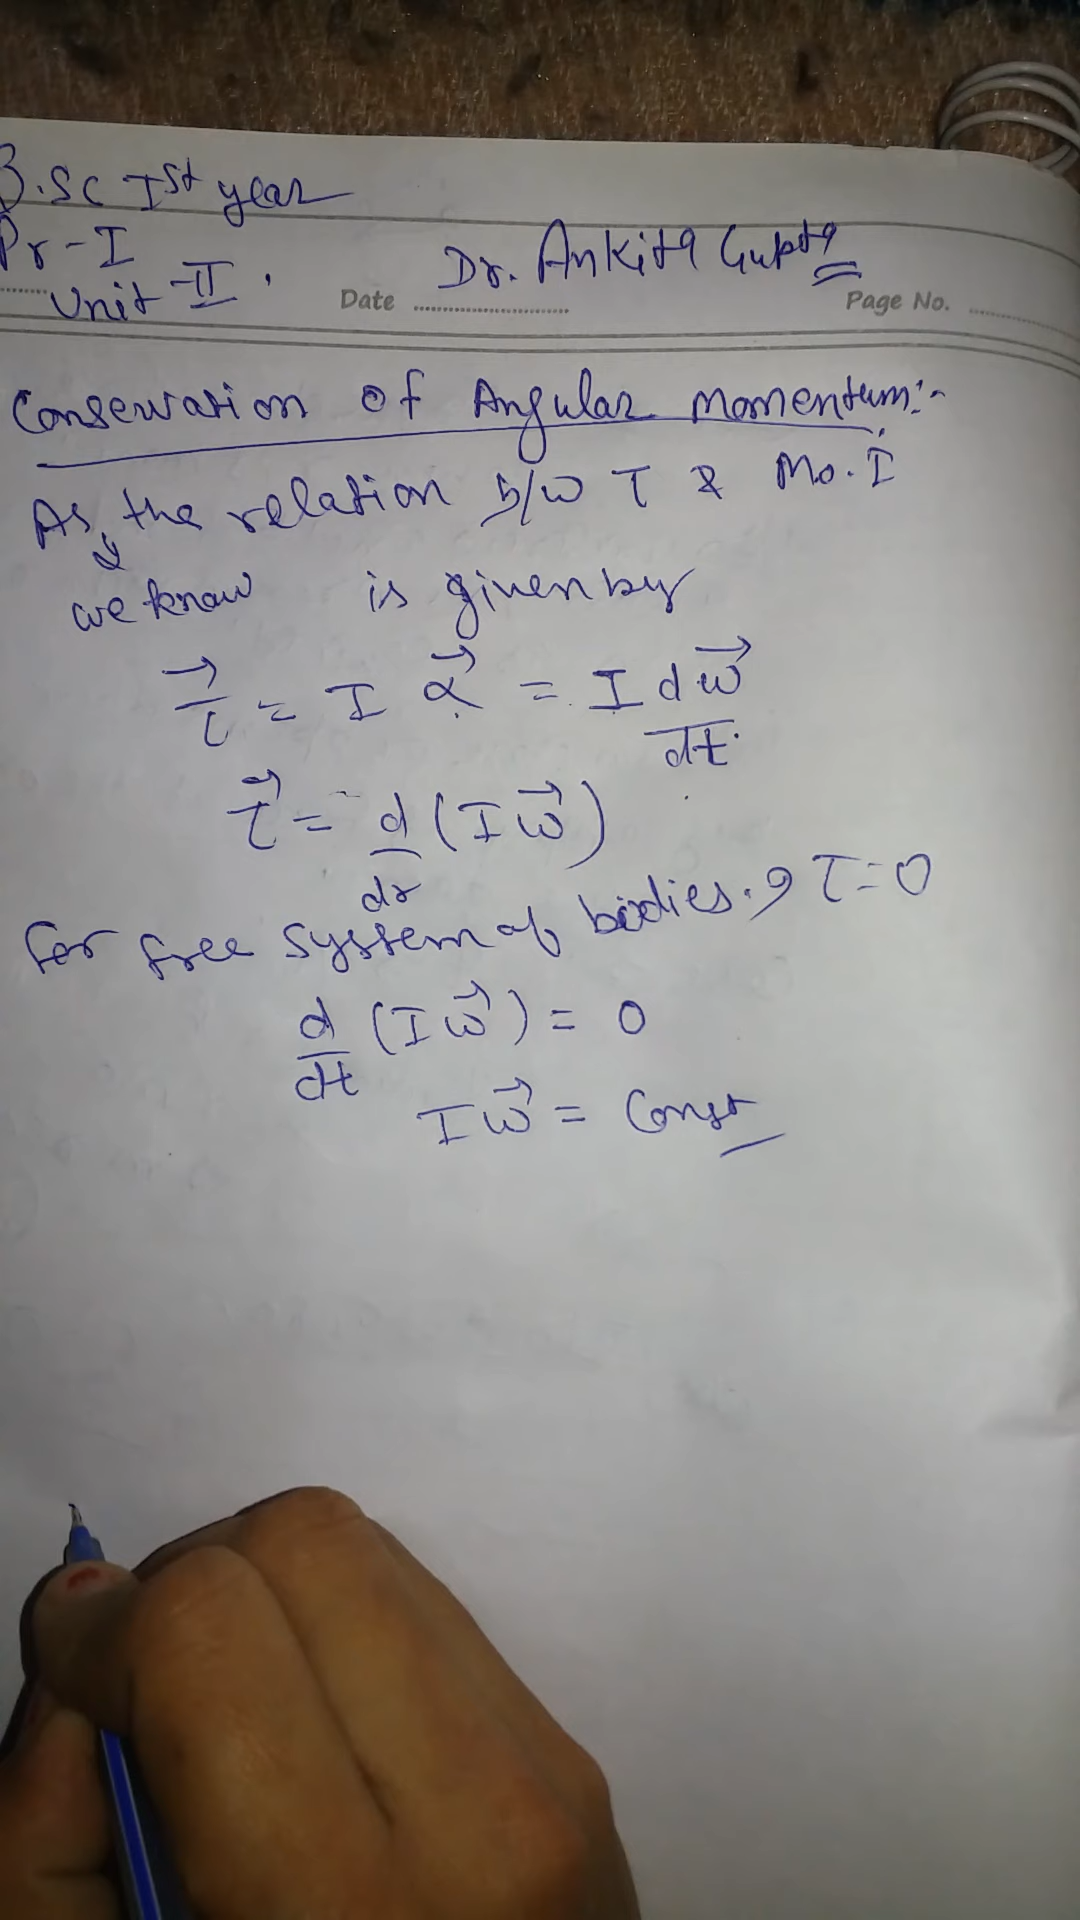 B.SC Ist year
Pr-I
Unit-II. Dr. Ankita Gupta
Date Page No.
Conservation of Angular Momentum:-
As the relation b/w τ & Mo. I
we know is given by
τ⃗ = I α⃗ = I dω⃗/dt
τ⃗ = d/dr (Iω⃗)
for free system of bodies, τ=0
d/dt (Iω⃗) = 0
Iω⃗ = Const